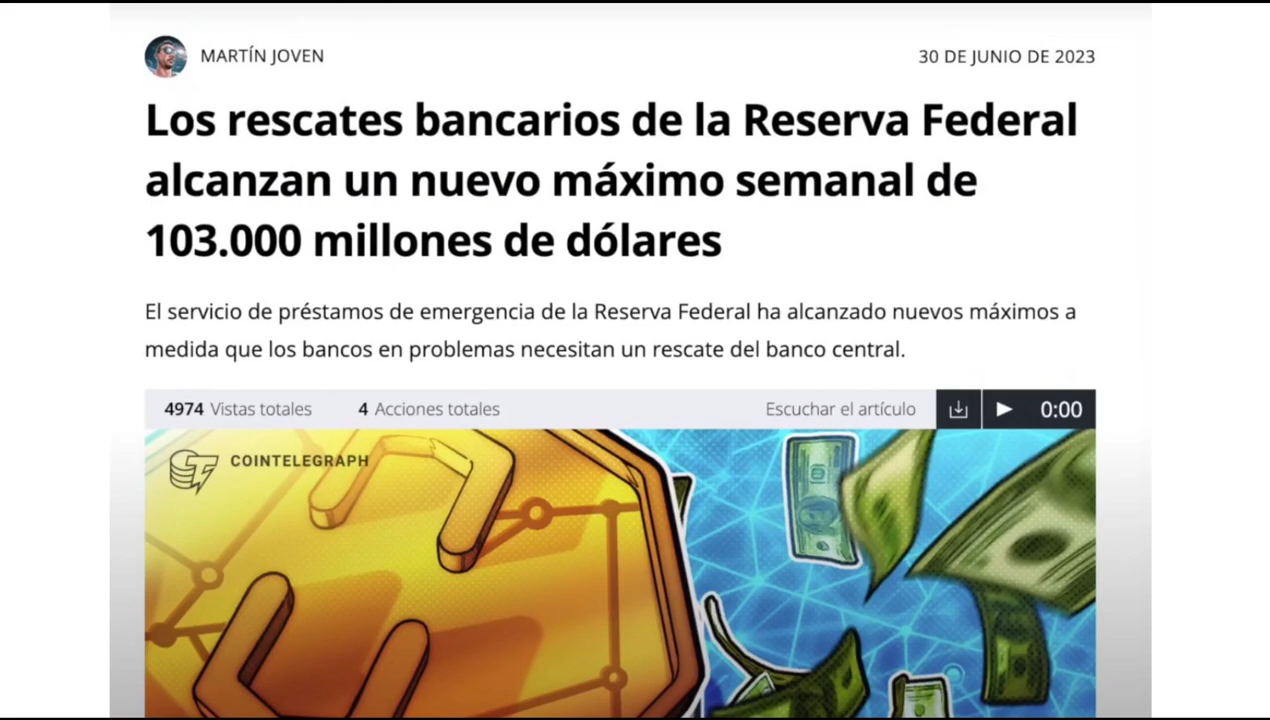 MARTÍN JOVEN
30 DE JUNIO DE 2023
Los rescates bancarios de la Reserva Federal
alcanzan un nuevo máximo semanal de
103.000 millones de dólares
El servicio de préstamos de emergencia de la Reserva Federal ha alcanzado nuevos máximos a
medida que los bancos en problemas necesitan un rescate del banco central.
4974 Vistas totales 4 Acciones totales Escuchar el artículo 0:00
COINTELEGRAPH